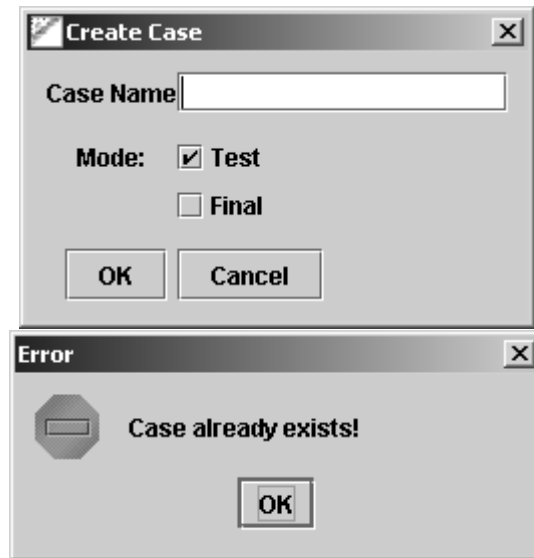 Create Case
Case Name
Mode: Test
Final
OK Cancel
Error
Case already exists!
OK